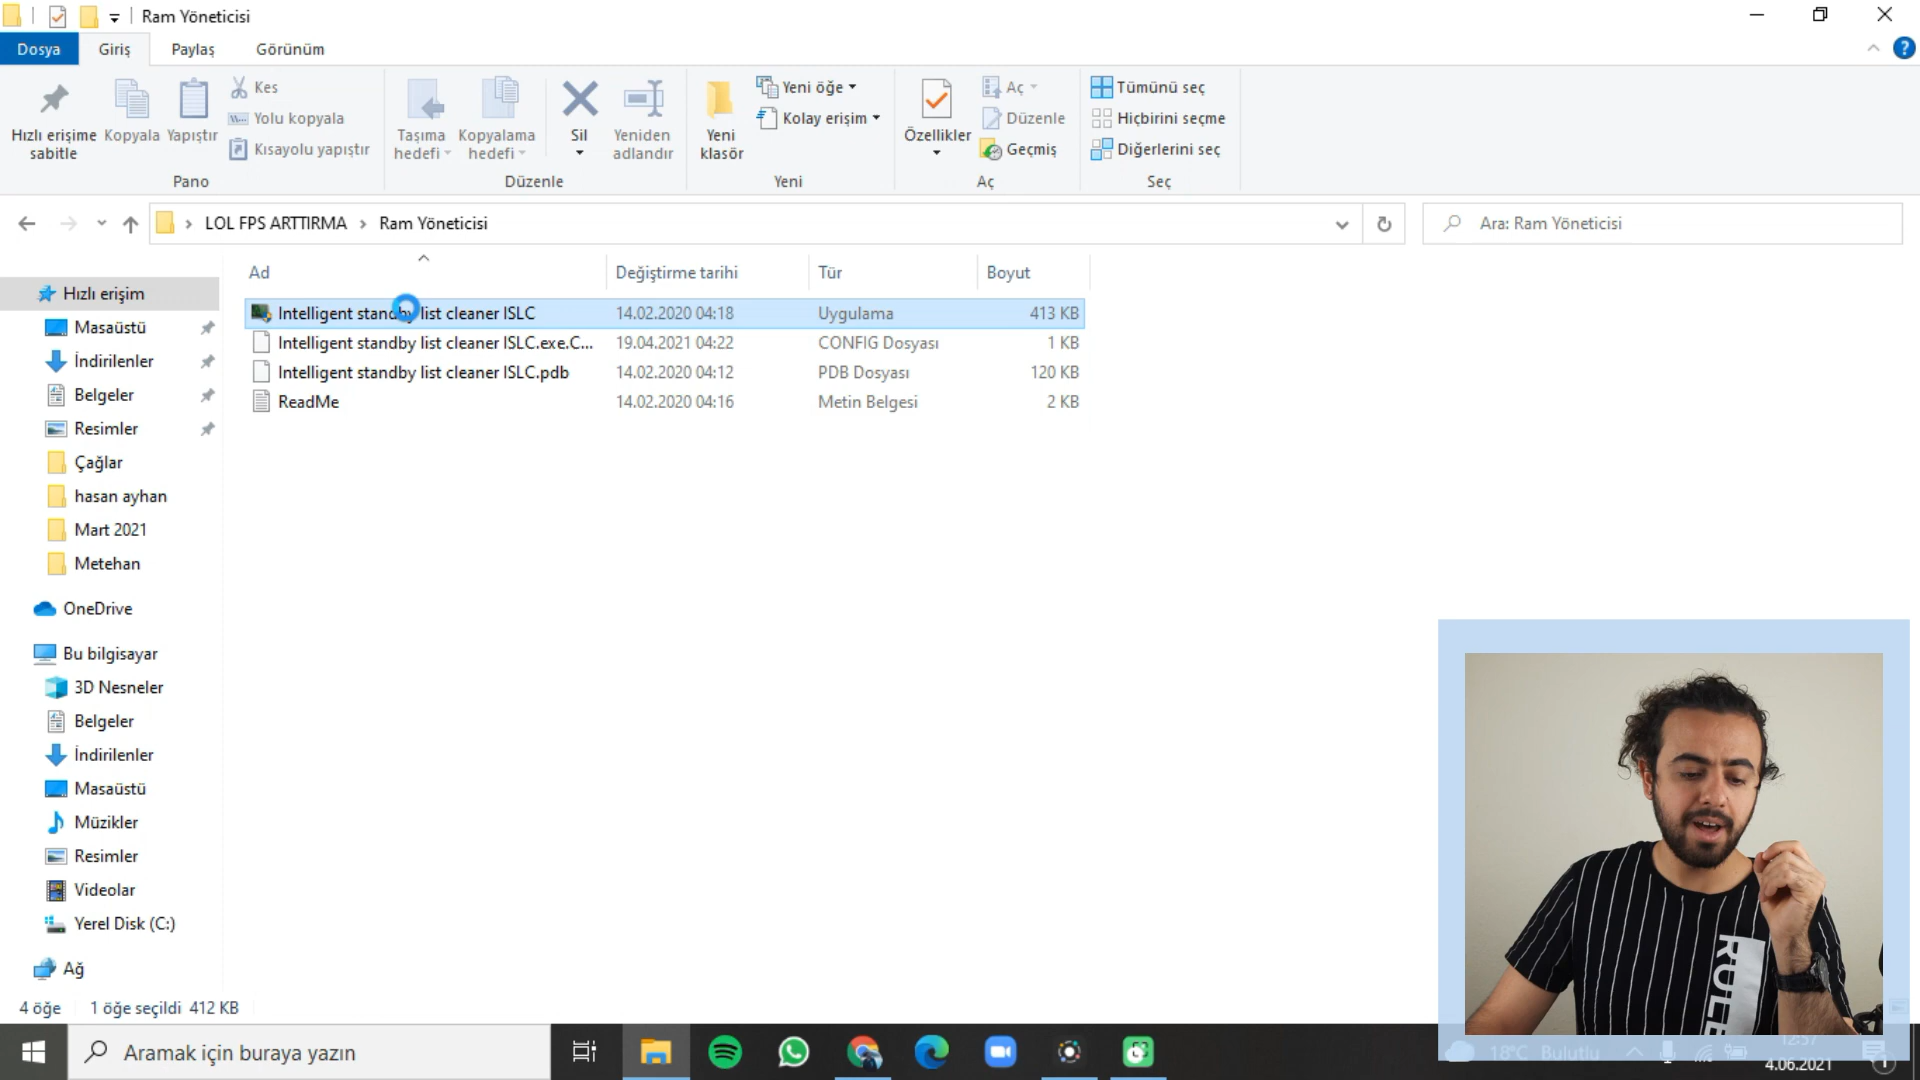 Ram Yöneticisi
Dosya Giriş Paylaş Görünüm
Hızlı erişime sabitle
Kopyala
Yapıştır
Kes
Yolu kopyala
Kısayolu yapıştır
Pano
Taşıma hedefi
Kopyalama hedefi
Sil
Yeniden adlandır
Düzenle
Yeni klasör
Yeni öğe
Kolay erişim
Yeni
Özellikler
Aç
Düzenle
Geçmiş
Aç
Tümünü seç
Hiçbirini seçme
Diğerlerini seç
Seç
LOL FPS ARTTIRMA › Ram Yöneticisi
Ara: Ram Yöneticisi
Ad Değiştirme tarihi Tür Boyut
Intelligent standby list cleaner ISLC 14.02.2020 04:18 Uygulama 413 KB
Intelligent standby list cleaner ISLC.exe.C... 19.04.2021 04:22 CONFIG Dosyası 1 KB
Intelligent standby list cleaner ISLC.pdb 14.02.2020 04:12 PDB Dosyası 120 KB
ReadMe 14.02.2020 04:16 Metin Belgesi 2 KB
Hızlı erişim
Masaüstü
İndirilenler
Belgeler
Resimler
Çağlar
hasan ayhan
Mart 2021
Metehan
OneDrive
Bu bilgisayar
3D Nesneler
Belgeler
İndirilenler
Masaüstü
Müzikler
Resimler
Videolar
Yerel Disk (C:)
Ağ
4 öğe 1 öğe seçildi 412 KB
Aramak için buraya yazın
18°C Bulutlu
12:57
4.06.2021
1